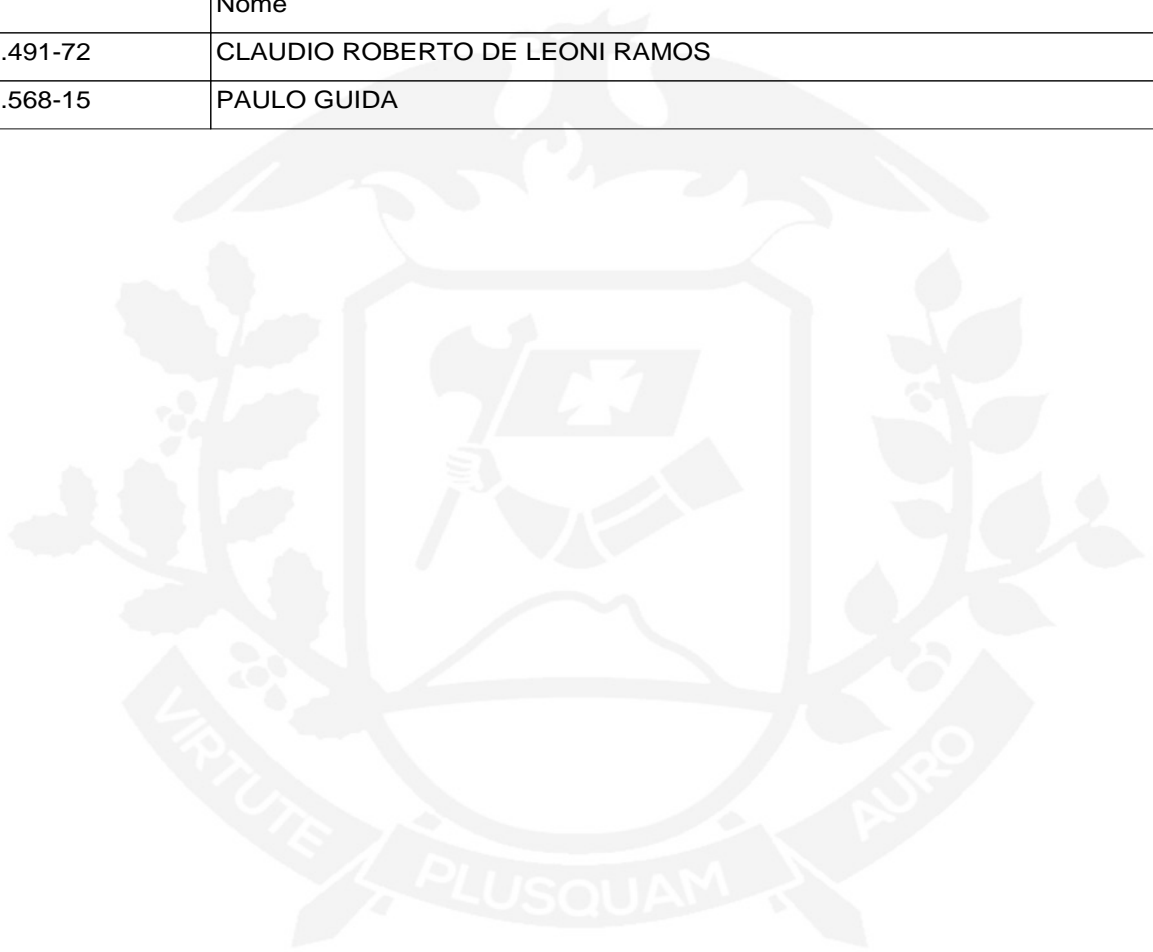 Nome
.491-72 CLAUDIO ROBERTO DE LEONI RAMOS
.568-15 PAULO GUIDA
VIRTUTE PLUSQUAM AURO